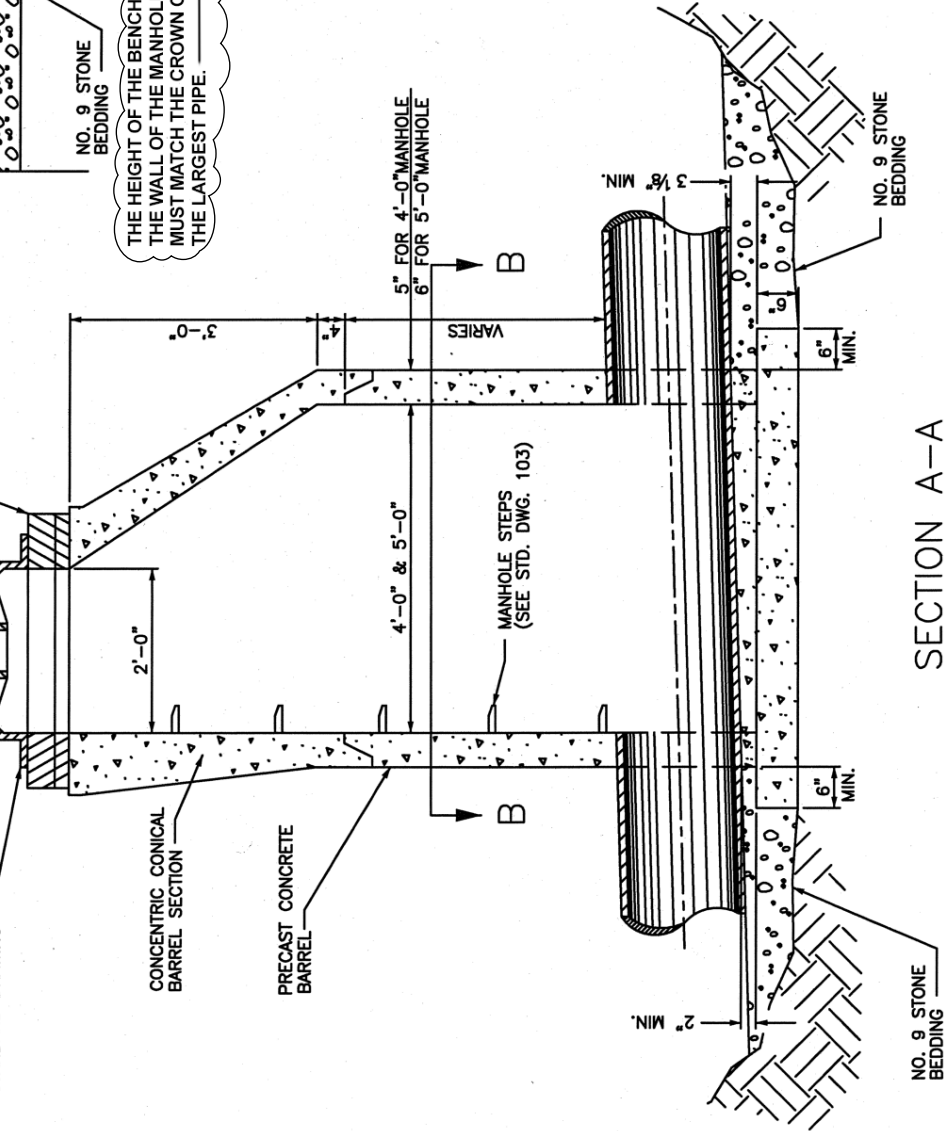 NO. 9 STONE
BEDDING
THE HEIGHT OF THE BENCH
THE WALL OF THE MANHOL
MUST MATCH THE CROWN O
THE LARGEST PIPE.
2'-0"
3'-0"
4"
VARIES
5" FOR 4'-0"MANHOLE
6" FOR 5'-0"MANHOLE
CONCENTRIC CONICAL
BARREL SECTION
4'-0" & 5'-0"
B
B
PRECAST CONCRETE
BARREL
MANHOLE STEPS
(SEE STD. DWG. 103)
3 1/8" MIN.
2" MIN.
6"
6"
MIN.
6"
MIN.
NO. 9 STONE
BEDDING
NO. 9 STONE
BEDDING
SECTION A-A